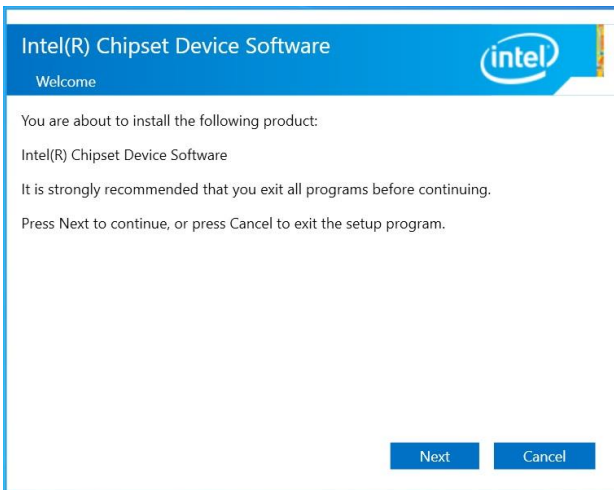 Intel(R) Chipset Device Software
intel
Welcome
You are about to install the following product:
Intel(R) Chipset Device Software
It is strongly recommended that you exit all programs before continuing.
Press Next to continue, or press Cancel to exit the setup program.
Next Cancel